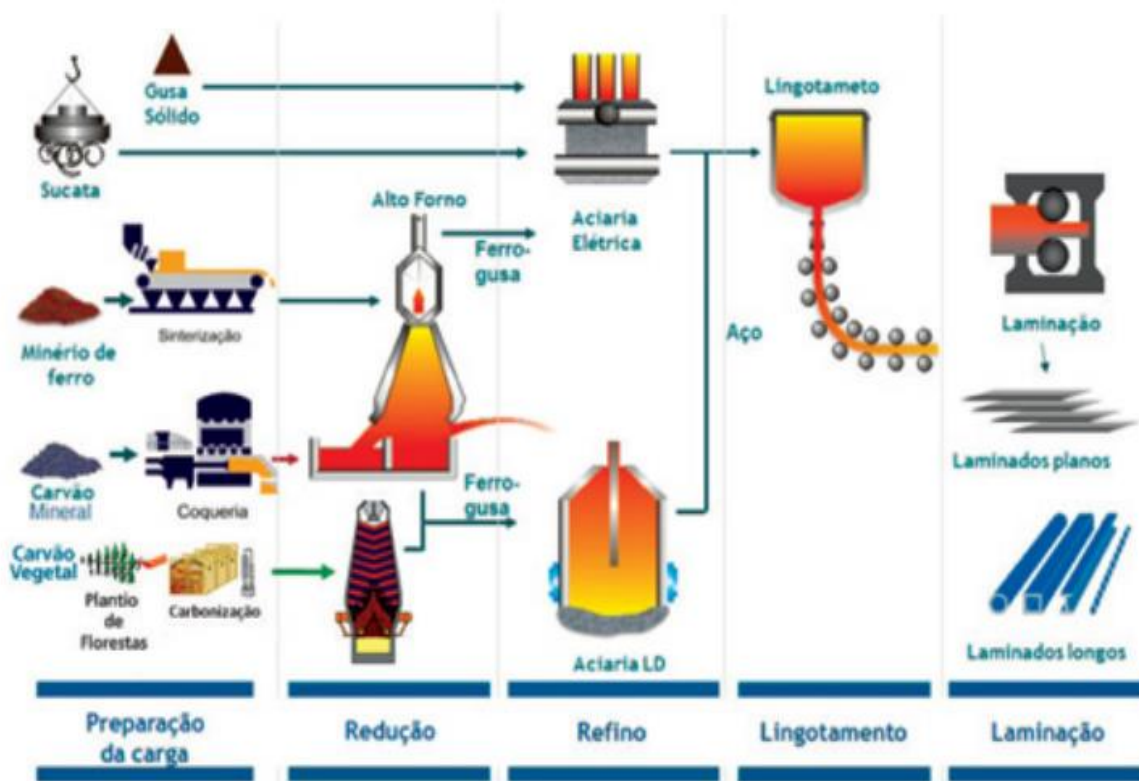 Gusa
Sólido
Sucata
Minério de
ferro
Sinterização
Carvão
Mineral
Coqueria
Carvão
Vegetal
Plantio
de
Florestas
Carbonização
Alto Forno
Ferro-
gusa
Ferro-
gusa
Aciaria
Elétrica
Aciaria LD
Aço
Lingotameto
Laminação
Laminados planos
Laminados longos
Preparação
da carga
Redução
Refino
Lingotamento
Laminação